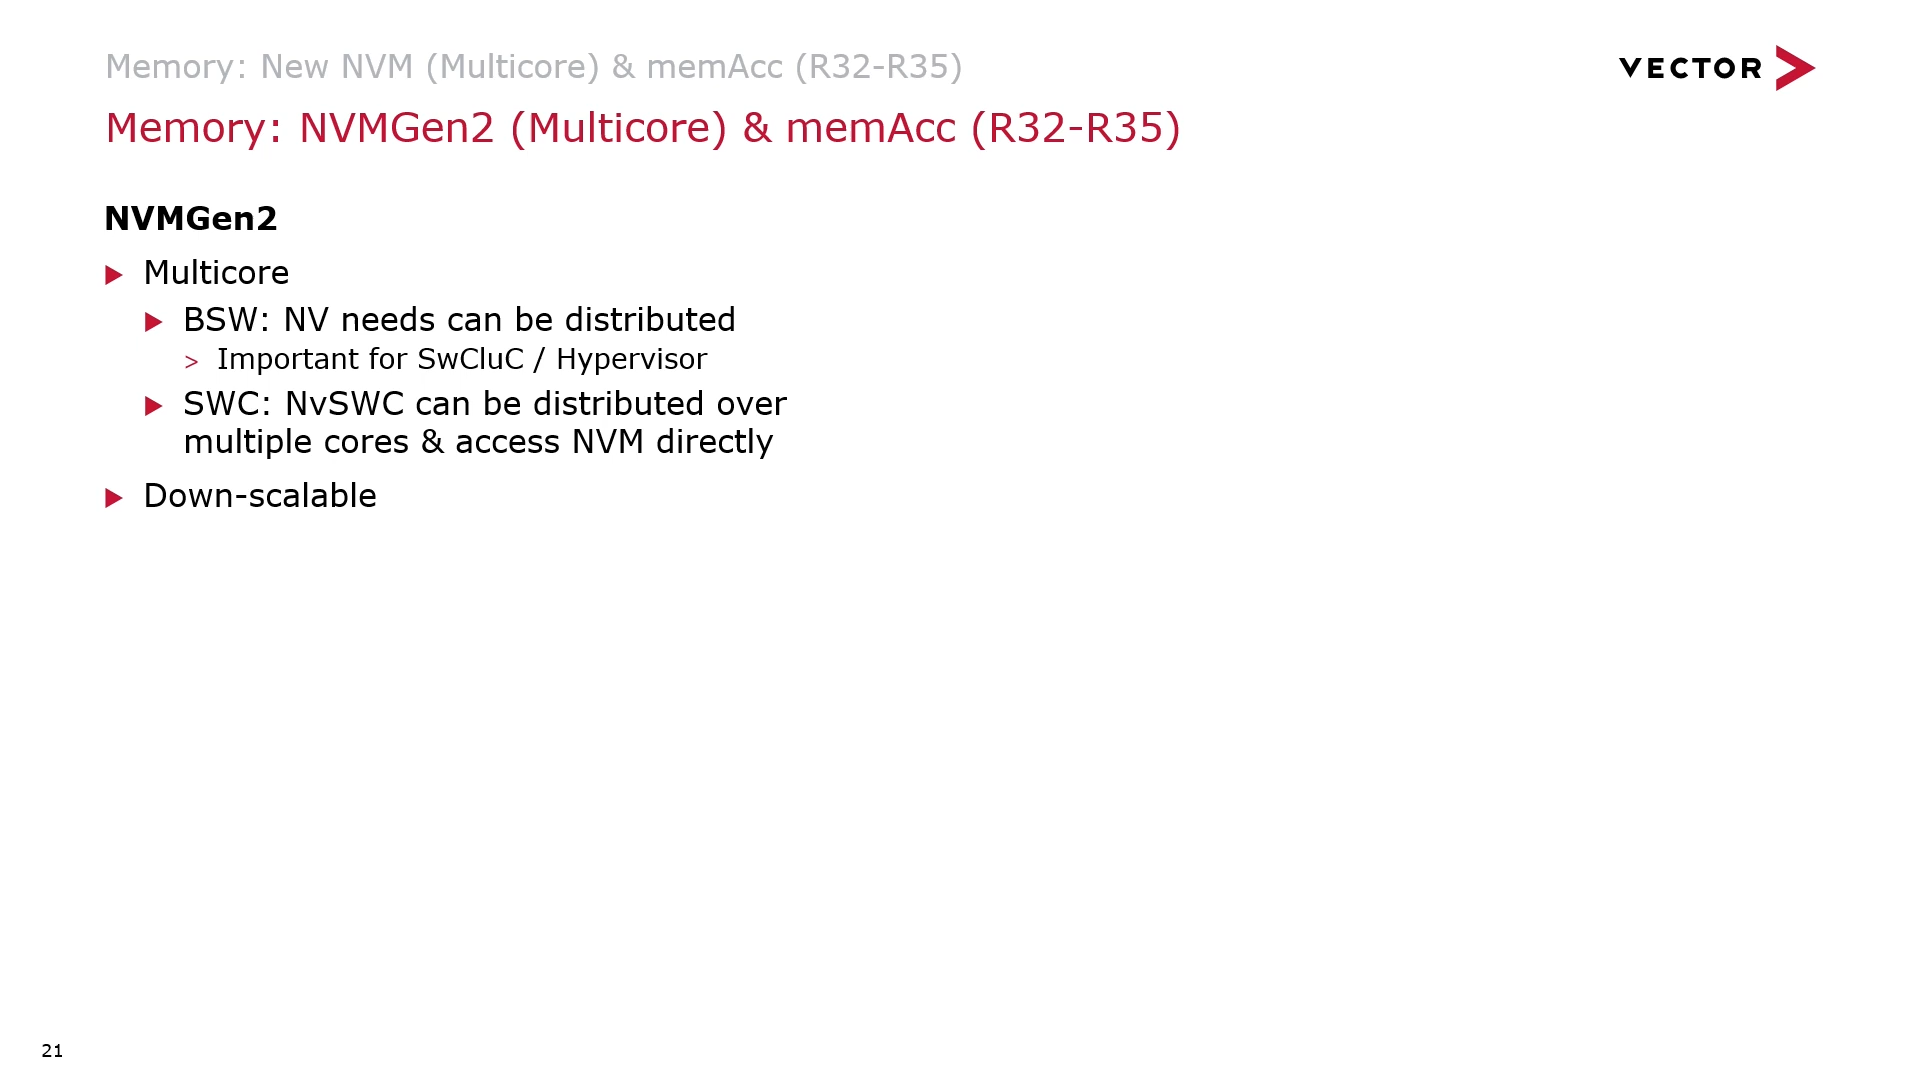 Memory: New NVM (Multicore) & memAcc (R32-R35)
VECTOR
Memory: NVMGen2 (Multicore) & memAcc (R32-R35)
NVMGen2
Multicore
BSW: NV needs can be distributed
> Important for SwCluC / Hypervisor
SWC: NvSWC can be distributed over
multiple cores & access NVM directly
Down-scalable
21